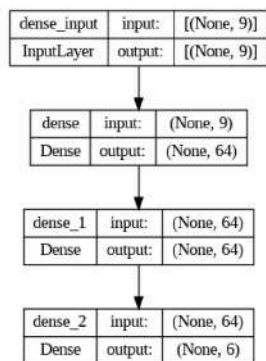 dense_input input: [(None, 9)]
InputLayer output: [(None, 9)]
dense input: (None, 9)
Dense output: (None, 64)
dense_1 input: (None, 64)
Dense output: (None, 64)
dense_2 input: (None, 64)
Dense output: (None, 6)